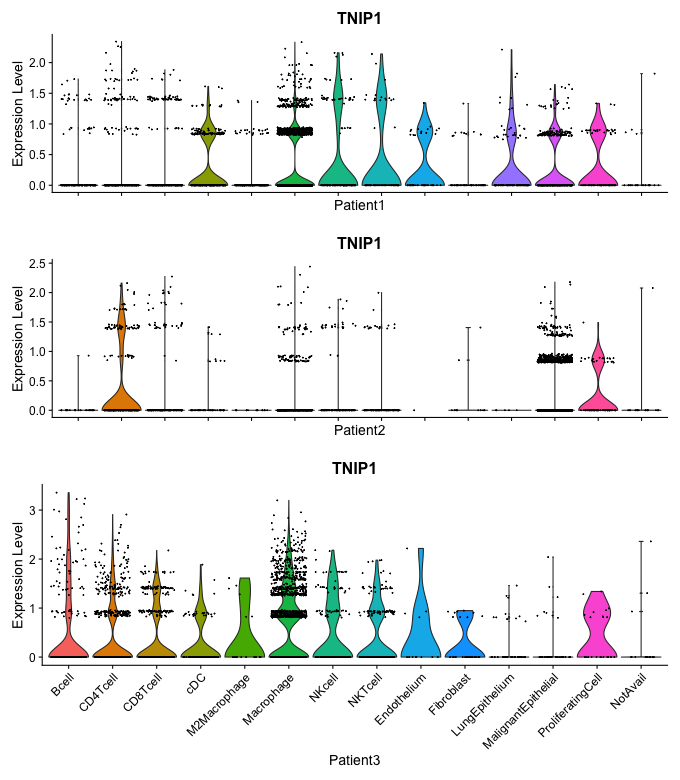 TNIP1
Expression Level
2.0
1.5
1.0
0.5
0.0
Patient1
TNIP1
Expression Level
2.5
2.0
1.5
1.0
0.5
0.0
Patient2
TNIP1
Expression Level
3
2
1
0
Bcell
CD4Tcell
CD8Tcell
cDC
M2Macrophage
Macrophage
NKcell
NKTcell
Endothelium
Fibroblast
LungEpithelium
MalignantEpithelial
ProliferatingCell
NotAvail
Patient3